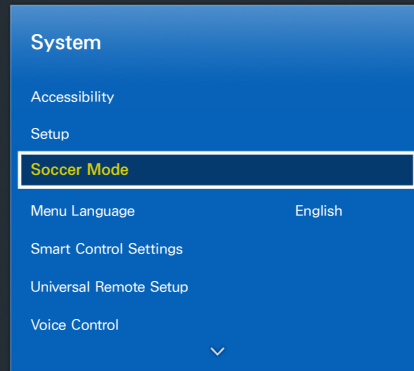 System
Accessibility
Setup
Soccer Mode
Menu Language English
Smart Control Settings
Universal Remote Setup
Voice Control